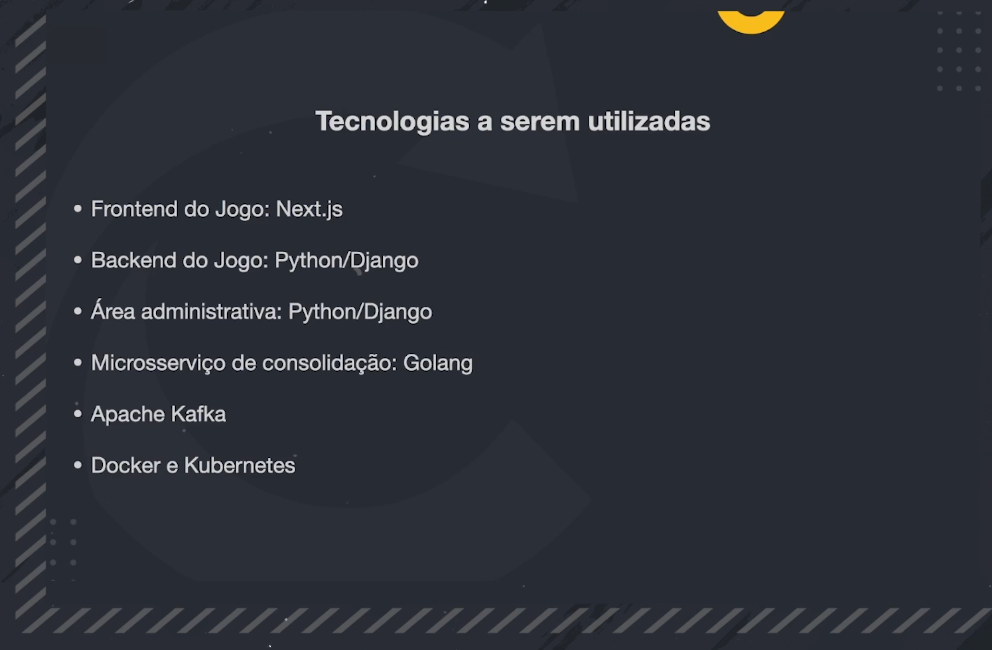 Tecnologias a serem utilizadas
• Frontend do Jogo: Next.js
• Backend do Jogo: Python/Django
• Área administrativa: Python/Django
• Microsserviço de consolidação: Golang
• Apache Kafka
• Docker e Kubernetes